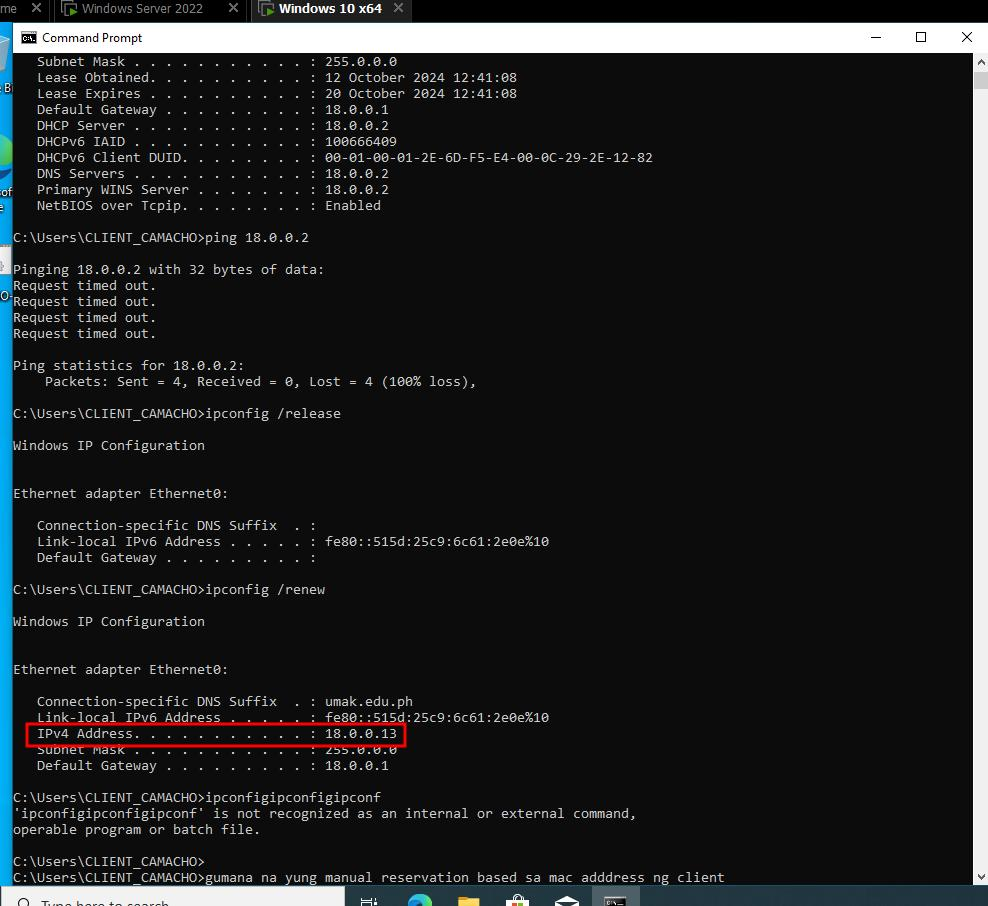 me
Windows Server 2022
Windows 10 x64
Command Prompt
Subnet Mask . . . . . . . . . . . : 255.0.0.0
Lease Obtained. . . . . . . . . . : 12 October 2024 12:41:08
Lease Expires . . . . . . . . . . : 20 October 2024 12:41:08
Default Gateway . . . . . . . . . : 18.0.0.1
DHCP Server . . . . . . . . . . . : 18.0.0.2
DHCPv6 IAID . . . . . . . . . . . : 100666409
DHCPv6 Client DUID. . . . . . . . : 00-01-00-01-2E-6D-F5-E4-00-0C-29-2E-12-82
DNS Servers . . . . . . . . . . . : 18.0.0.2
Primary WINS Server . . . . . . . : 18.0.0.2
NetBIOS over Tcpip. . . . . . . . : Enabled
C:\Users\CLIENT_CAMACHO>ping 18.0.0.2
Pinging 18.0.0.2 with 32 bytes of data:
Request timed out.
Request timed out.
Request timed out.
Request timed out.
Ping statistics for 18.0.0.2:
Packets: Sent = 4, Received = 0, Lost = 4 (100% loss),
C:\Users\CLIENT_CAMACHO>ipconfig /release
Windows IP Configuration
Ethernet adapter Ethernet0:
Connection-specific DNS Suffix  . :
Link-local IPv6 Address . . . . . : fe80::515d:25c9:6c61:2e0e%10
Default Gateway . . . . . . . . . :
C:\Users\CLIENT_CAMACHO>ipconfig /renew
Windows IP Configuration
Ethernet adapter Ethernet0:
Connection-specific DNS Suffix  . : umak.edu.ph
Link-local IPv6 Address . . . . . : fe80::515d:25c9:6c61:2e0e%10
IPv4 Address. . . . . . . . . . . : 18.0.0.13
Subnet Mask . . . . . . . . . . . : 255.0.0.0
Default Gateway . . . . . . . . . : 18.0.0.1
C:\Users\CLIENT_CAMACHO>ipconfigipconfigipconf
'ipconfigipconfigipconf' is not recognized as an internal or external command,
operable program or batch file.
C:\Users\CLIENT_CAMACHO>
C:\Users\CLIENT_CAMACHO>gumana na yung manual reservation based sa mac adddress ng client
Type here to search